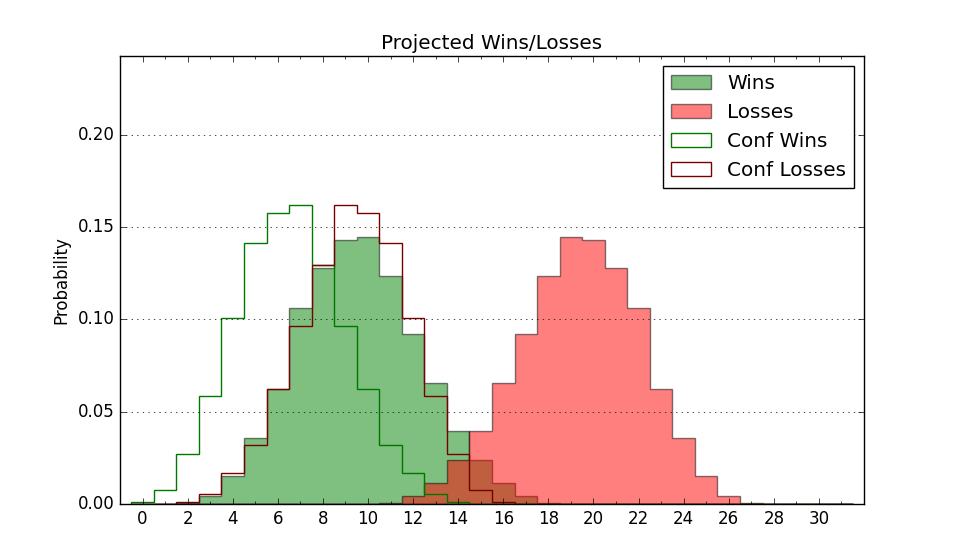 Projected Wins/Losses
Wins
Losses
Conf Wins
Conf Losses
Probability
0.20
0.15
0.10
0.05
0.00
0 2 4 6 8 10 12 14 16 18 20 22 24 26 28 30